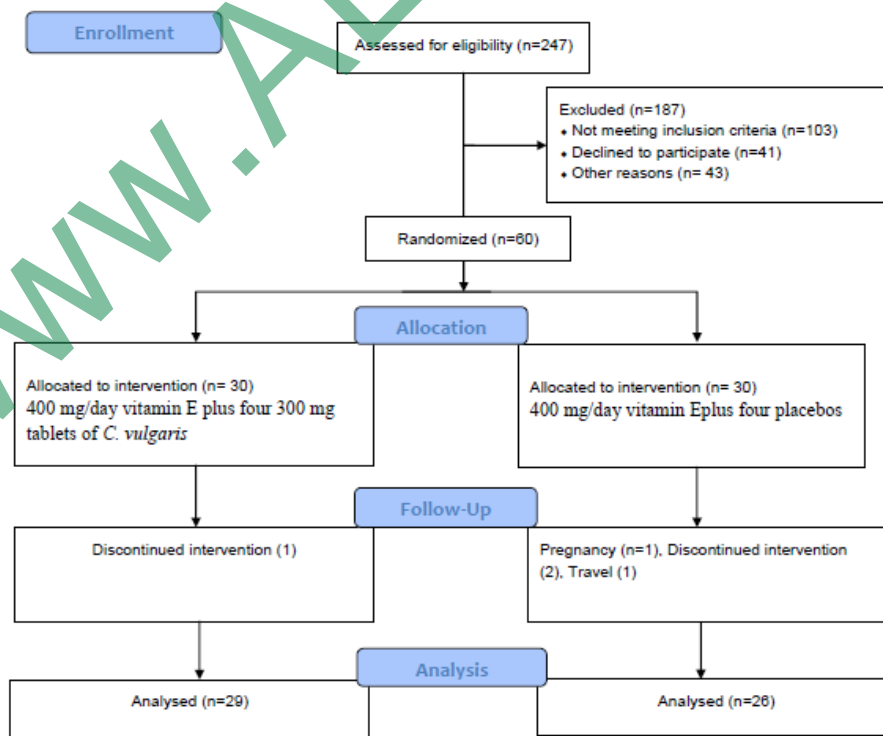 Enrollment
Assessed for eligibility (n=247)
Excluded (n=187)
• Not meeting inclusion criteria (n=103)
• Declined to participate (n=41)
• Other reasons (n= 43)
Randomized (n=60)
Allocation
Allocated to intervention (n= 30)
400 mg/day vitamin E plus four 300 mg
tablets of C. vulgaris
Allocated to intervention (n= 30)
400 mg/day vitamin Eplus four placebos
Follow-Up
Discontinued intervention (1)
Pregnancy (n=1), Discontinued intervention
(2), Travel (1)
Analysis
Analysed (n=29)
Analysed (n=26)